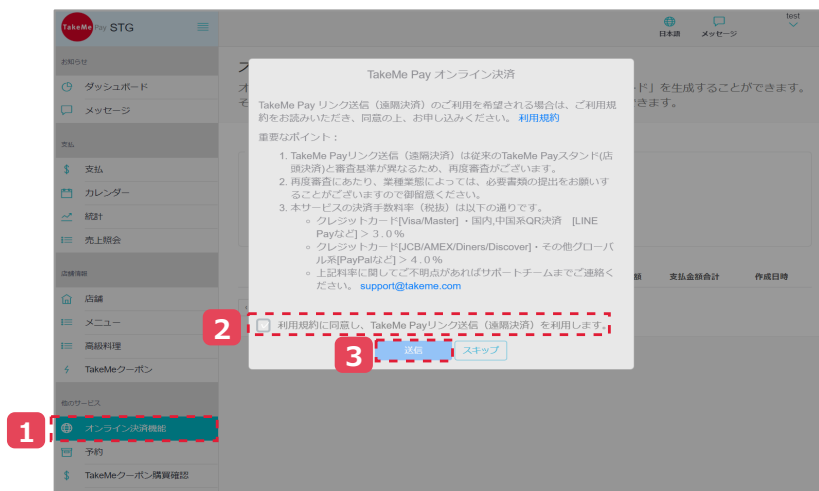 TakeMe Pay STG
日本語
メッセージ
test
お知らせ
ダッシュボード
メッセージ
支払
支払
カレンダー
統計
売上照会
店舗情報
店舗
メニュー
高級料理
TakeMeクーポン
他のサービス
1
オンライン決済機能
予約
TakeMeクーポン購買確認
ード」を生成することができます。
できます。
支払金額合計
作成日時
TakeMe Pay オンライン決済
TakeMe Pay リンク送信（遠隔決済）のご利用を希望される場合は、ご利用規
約をお読みいただき、同意の上、お申し込みください。 利用規約
重要なポイント：
1. TakeMe Payリンク送信（遠隔決済）は従来のTakeMe Payスタンド(店
頭決済)と審査基準が異なるため、再度審査がございます。
2. 再度審査にあたり、業種業態によっては、必要書類の提出をお願いす
ることがございますので御留意ください。
3. 本サービスの決済手数料率（税抜）は以下の通りです。
クレジットカード[Visa/Master] ・国内,中国系QR決済 [LINE
Payなど] > 3.0%
クレジットカード[JCB/AMEX/Diners/Discover]・その他グローバ
ル系[PayPalなど] > 4.0%
上記料率に関してご不明点があればサポートチームまでご連絡く
ださい。 support@takeme.com
2
利用規約に同意し、TakeMe Payリンク送信（遠隔決済）を利用します。
3
送信
スキップ